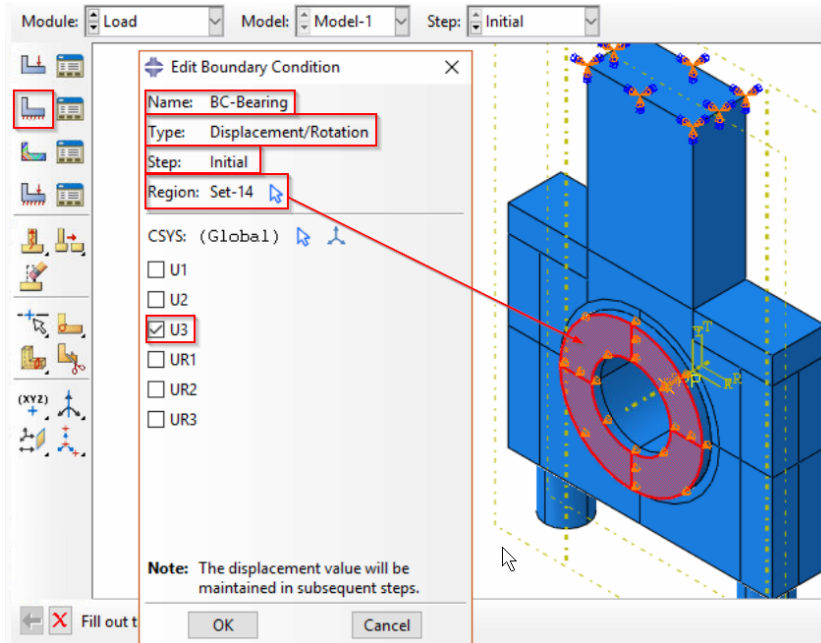 Module: Load Model: Model-1 Step: Initial
Edit Boundary Condition
Name: BC-Bearing
Type: Displacement/Rotation
Step: Initial
Region: Set-14
CSYS: (Global)
U1
U2
U3
UR1
UR2
UR3
(XYZ)
Note: The displacement value will be
maintained in subsequent steps.
Fill out t
OK Cancel